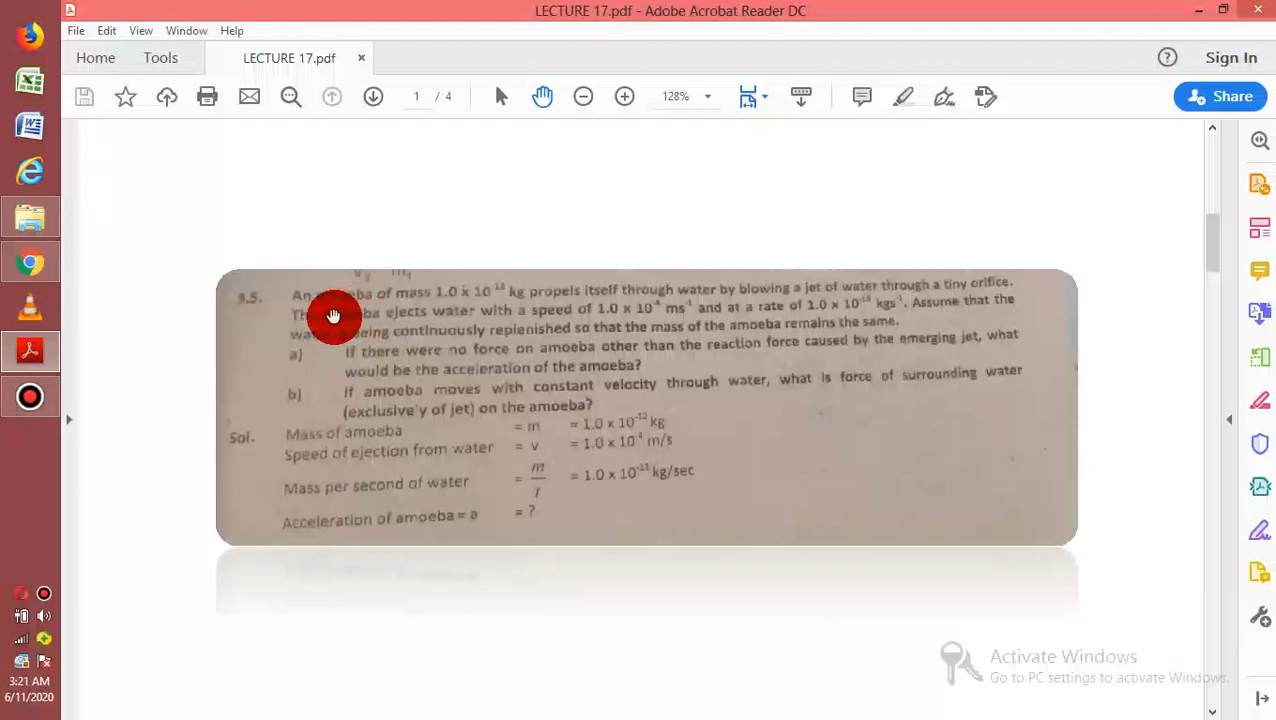 LECTURE 17.pdf - Adobe Acrobat Reader DC
File Edit View Window Help
Home Tools LECTURE 17.pdf × ? Sign In
1 / 4 128% Share
3.5. An of mass 1.0 x 10⁻¹² kg propels itself through water by blowing a jet of water through a tiny orifice.
ejects water with a speed of 1.0 x 10⁻⁴ ms⁻¹ and at a rate of 1.0 x 10⁻¹³ kgs⁻¹. Assume that the
being continuously replenished so that the mass of the amoeba remains the same.
a) If there were no force on amoeba other than the reaction force caused by the emerging jet, what
would be the acceleration of the amoeba?
b) If amoeba moves with constant velocity through water, what is force of surrounding water
(exclusively of jet) on the amoeba?
Sol. Mass of amoeba = m = 1.0 x 10⁻¹² kg
Speed of ejection from water = v = 1.0 x 10⁻⁴ m/s
Mass per second of water = m/t = 1.0 x 10⁻¹³ kg/sec
Acceleration of amoeba = a = ?
Activate Windows
Go to PC settings to activate Windows.
3:21 AM
6/11/2020